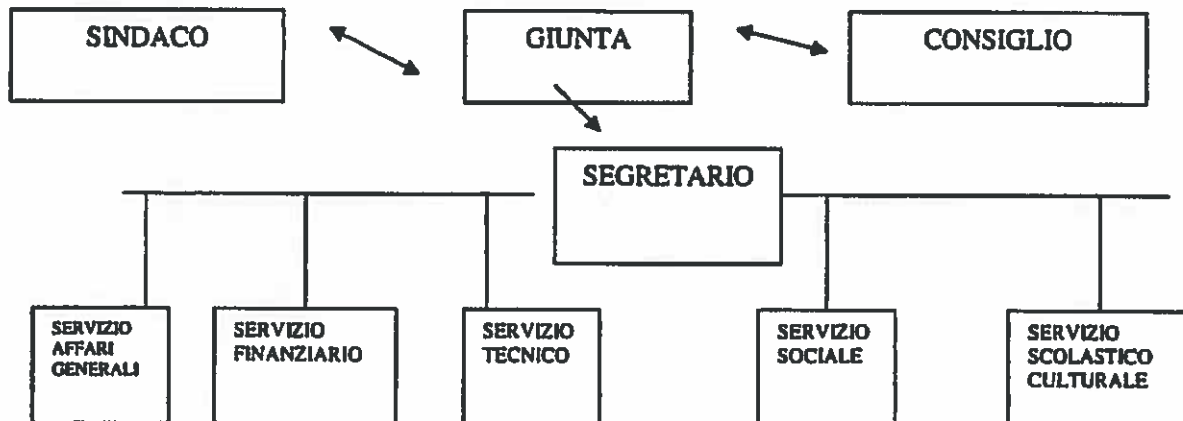 SINDACO
GIUNTA
CONSIGLIO
SEGRETARIO
SERVIZIO
AFFARI
GENERALI
SERVIZIO
FINANZIARIO
SERVIZIO
TECNICO
SERVIZIO
SOCIALE
SERVIZIO
SCOLASTICO
CULTURALE